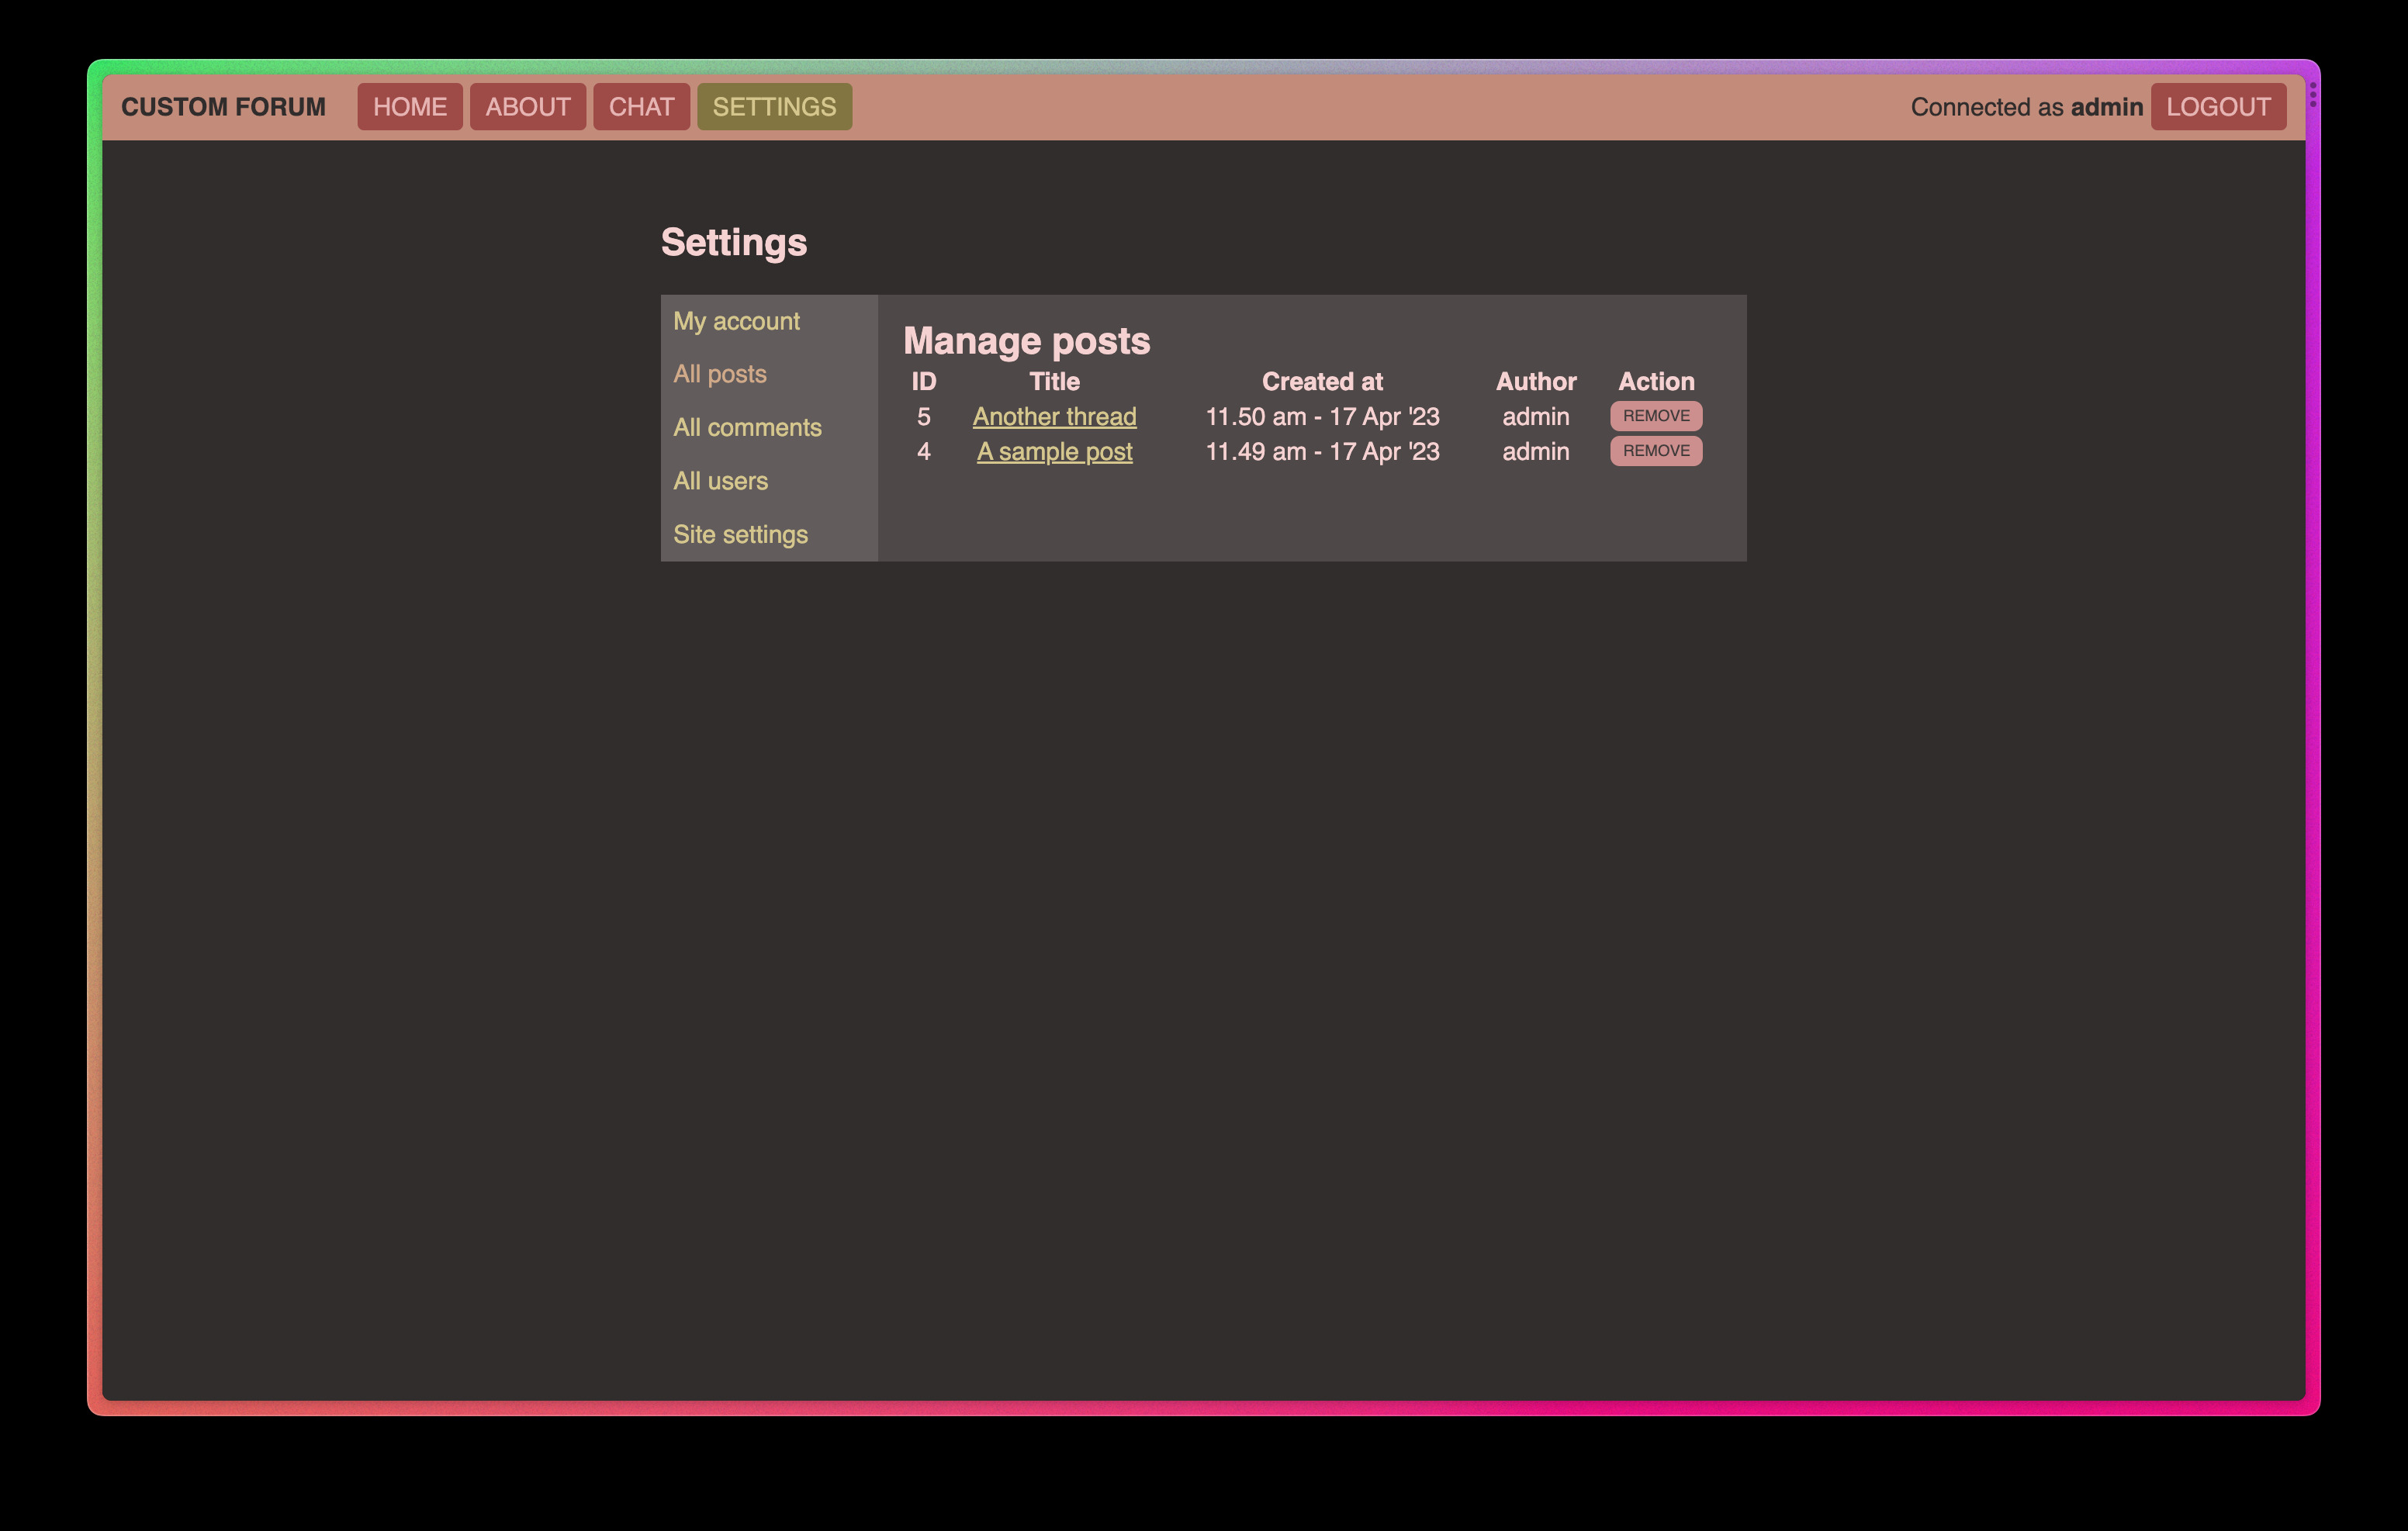 CUSTOM FORUM HOME ABOUT CHAT SETTINGS Connected as admin LOGOUT
Settings
My account
All posts
All comments
All users
Site settings
Manage posts
ID Title Created at Author Action
5 Another thread 11.50 am - 17 Apr '23 admin REMOVE
4 A sample post 11.49 am - 17 Apr '23 admin REMOVE